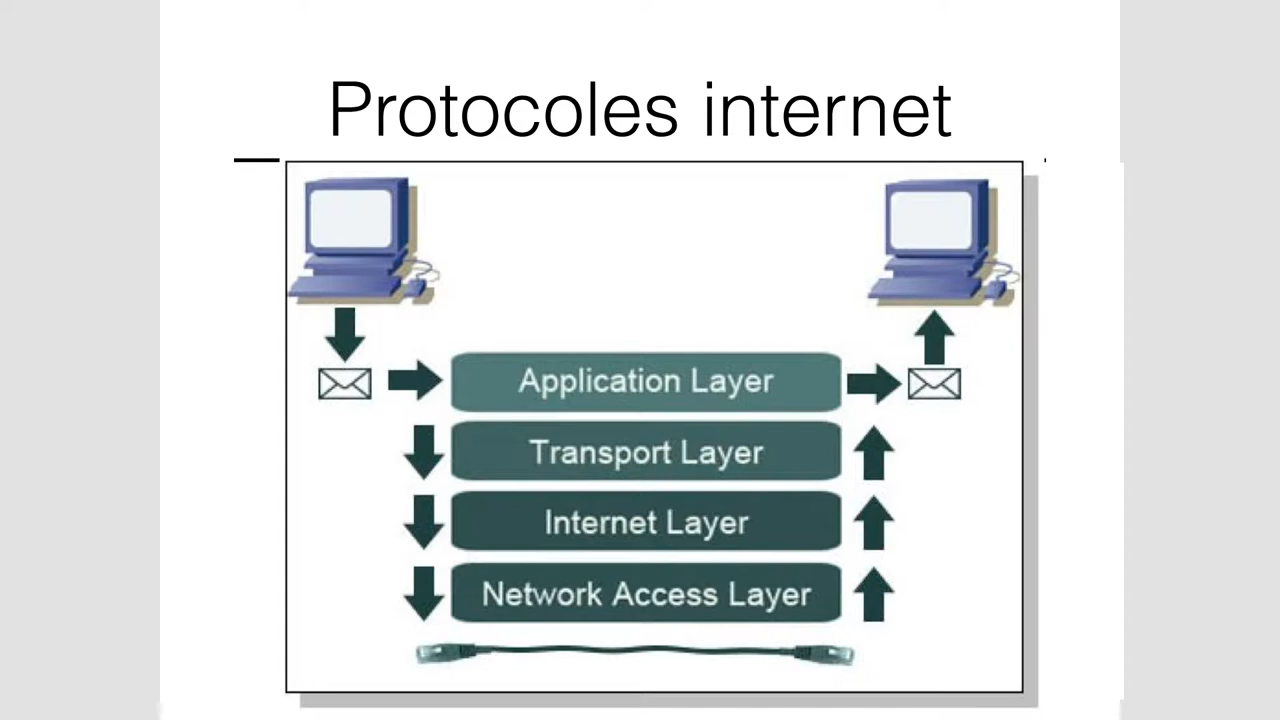 Protocoles internet
Application Layer
Transport Layer
Internet Layer
Network Access Layer